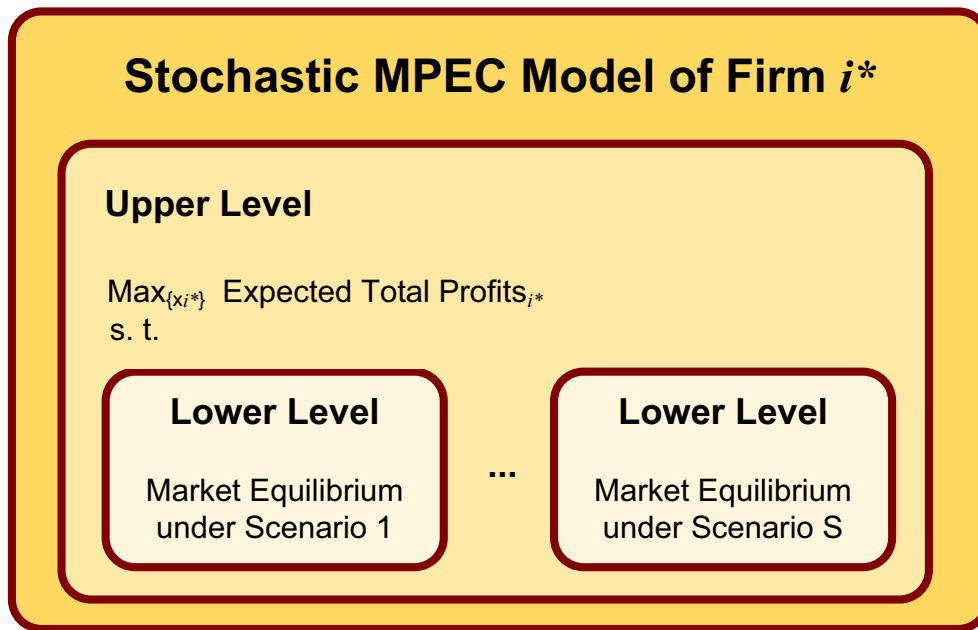 Stochastic MPEC Model of Firm i*
Upper Level
Max{xi*} Expected Total Profitsi*
s. t.
Lower Level
Market Equilibrium
under Scenario 1
...
Lower Level
Market Equilibrium
under Scenario S